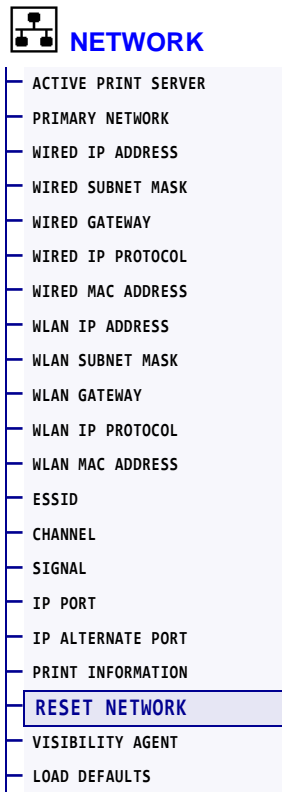 NETWORK
ACTIVE PRINT SERVER
PRIMARY NETWORK
WIRED IP ADDRESS
WIRED SUBNET MASK
WIRED GATEWAY
WIRED IP PROTOCOL
WIRED MAC ADDRESS
WLAN IP ADDRESS
WLAN SUBNET MASK
WLAN GATEWAY
WLAN IP PROTOCOL
WLAN MAC ADDRESS
ESSID
CHANNEL
SIGNAL
IP PORT
IP ALTERNATE PORT
PRINT INFORMATION
RESET NETWORK
VISIBILITY AGENT
LOAD DEFAULTS